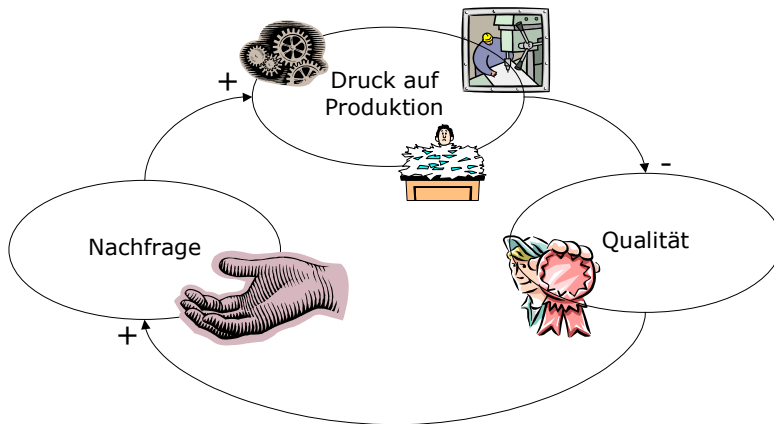 +
Druck auf
Produktion
-
Nachfrage
Qualität
+